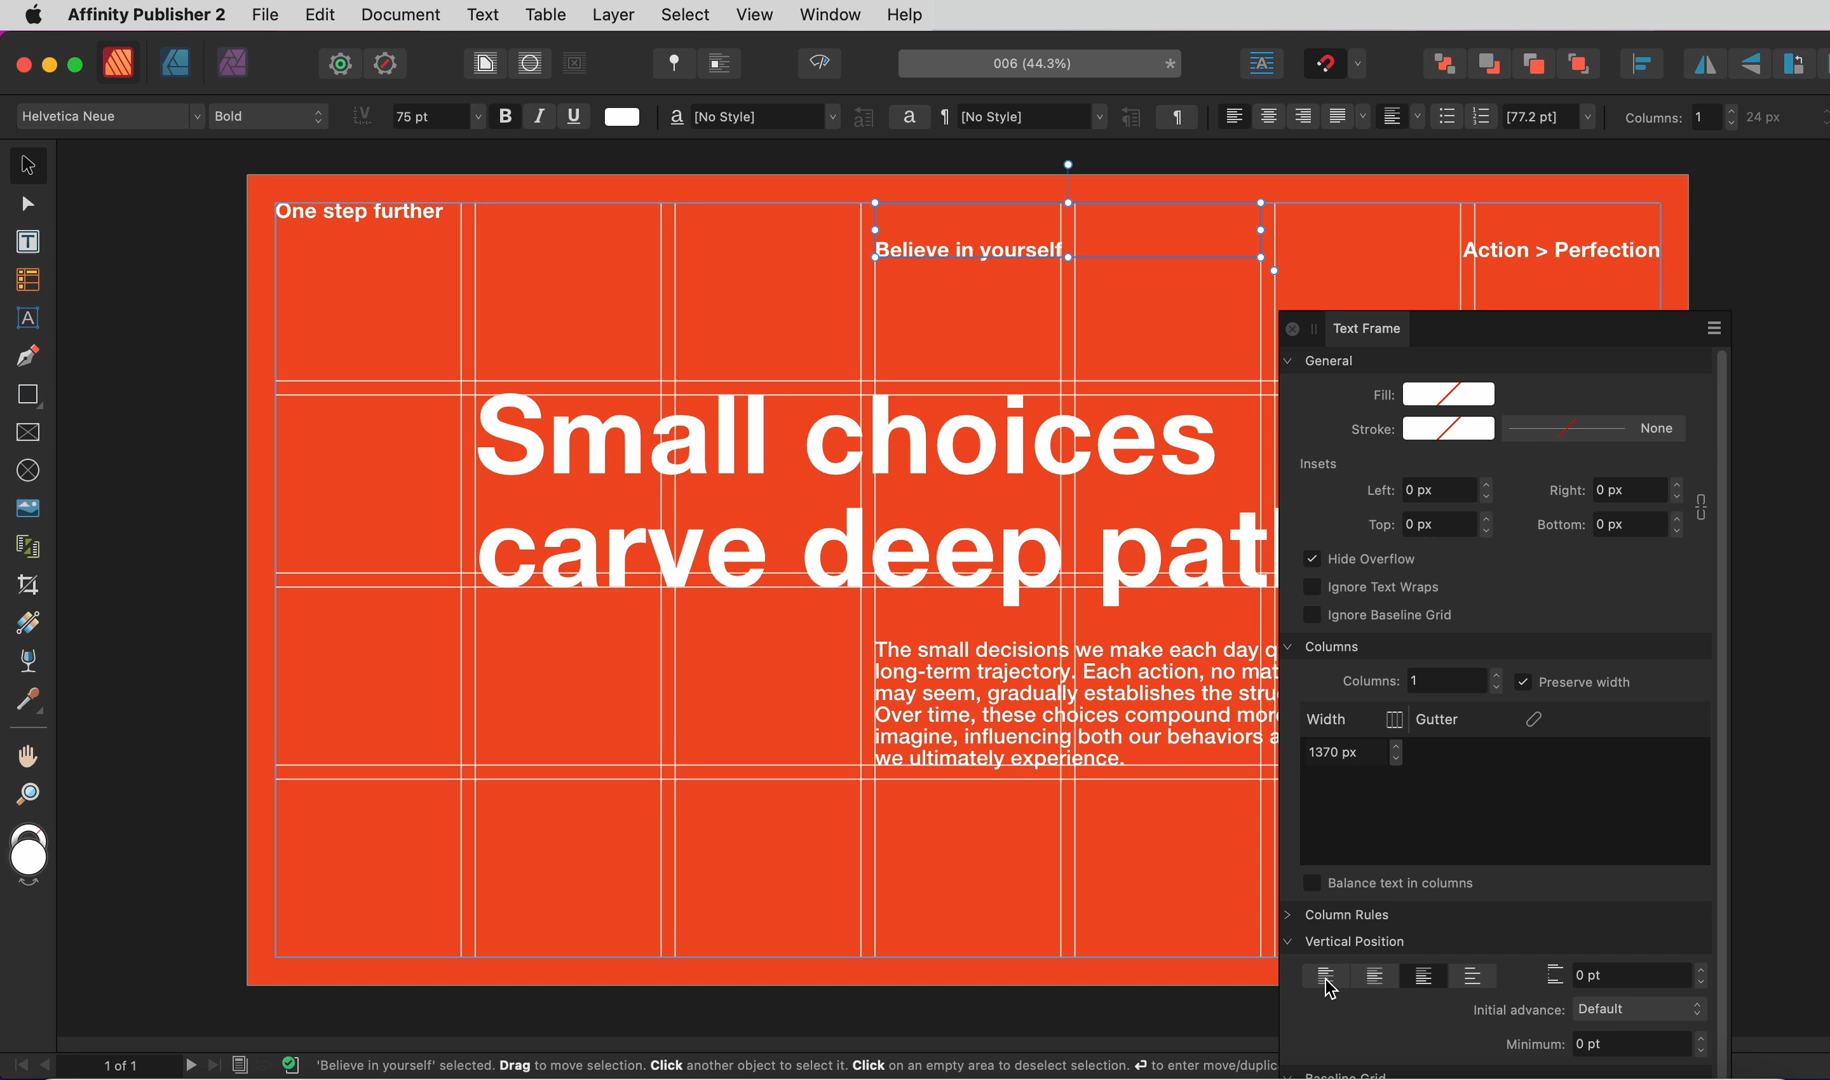 Affinity Publisher 2 File Edit Document Text Table Layer Select View Window Help
006 (44.3%) *
Helvetica Neue Bold 75 pt B I U a [No Style] a ¶ [No Style] ¶ [77.2 pt] Columns: 1 24 px
One step further
Believe in yourself
Action > Perfection
Small choices
carve deep pat
The small decisions we make each day q
long-term trajectory. Each action, no mat
may seem, gradually establishes the stru
Over time, these choices compound mor
imagine, influencing both our behaviors a
we ultimately experience.
Text Frame
General
Fill:
Stroke: None
Insets
Left: 0 px Right: 0 px
Top: 0 px Bottom: 0 px
Hide Overflow
Ignore Text Wraps
Ignore Baseline Grid
Columns
Columns: 1 Preserve width
Width Gutter
1370 px
Balance text in columns
Column Rules
Vertical Position
0 pt
Initial advance: Default
Minimum: 0 pt
Baseline Grid
1 of 1 'Believe in yourself' selected. Drag to move selection. Click another object to select it. Click on an empty area to deselect selection. ⏎ to enter move/duplic